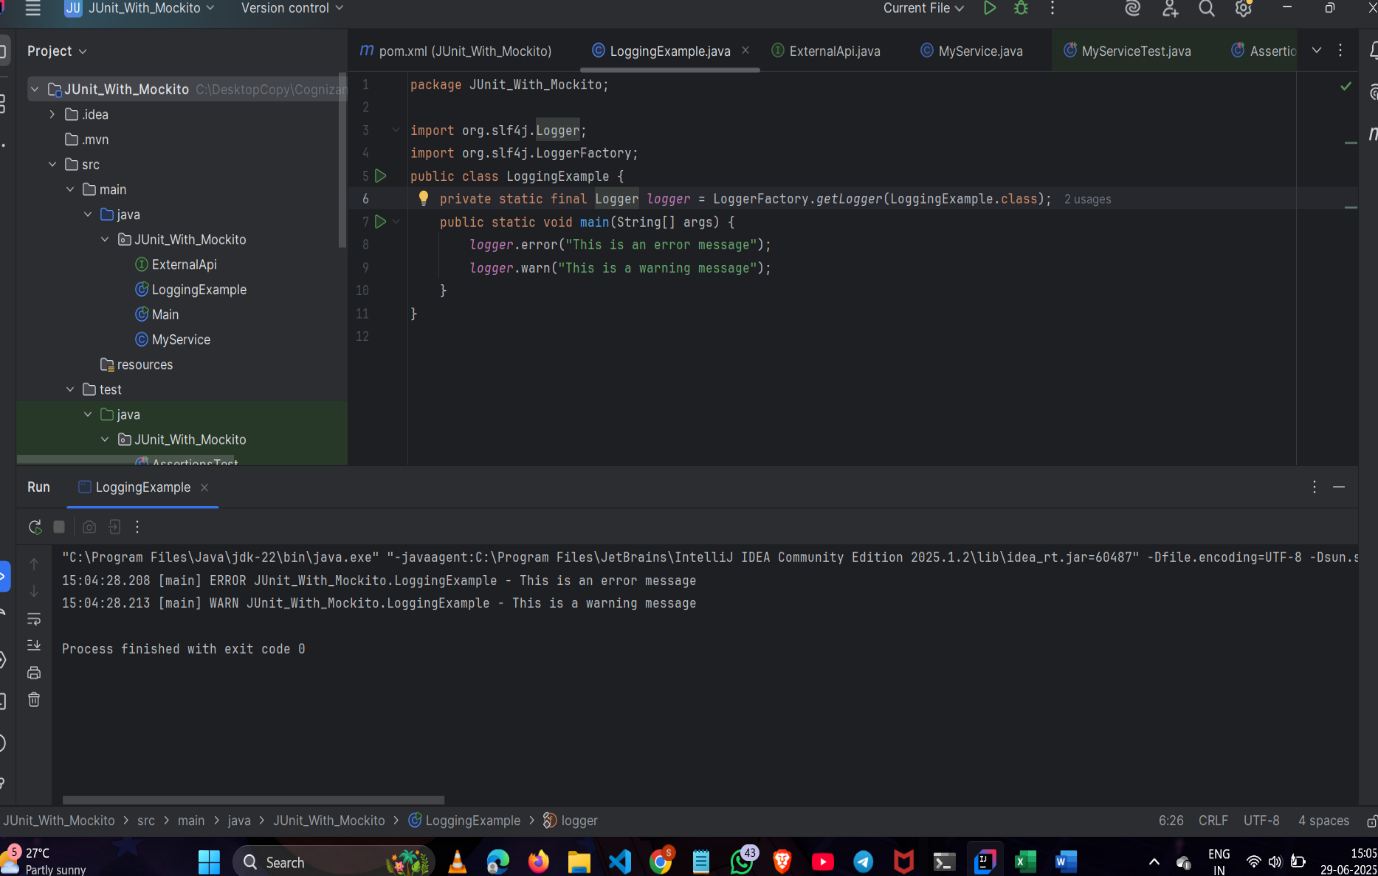 JU JUnit_With_Mockito Version control Current File
Project
pom.xml (JUnit_With_Mockito) LoggingExample.java ExternalApi.java MyService.java MyServiceTest.java Assertio
JUnit_With_Mockito C:\DesktopCopy\Cognizan
.idea
.mvn
src
main
java
JUnit_With_Mockito
ExternalApi
LoggingExample
Main
MyService
resources
test
java
JUnit_With_Mockito
AssertionsTest
1 package JUnit_With_Mockito;
2
3 import org.slf4j.Logger;
4 import org.slf4j.LoggerFactory;
5 public class LoggingExample {
6 private static final Logger logger = LoggerFactory.getLogger(LoggingExample.class); 2 usages
7 public static void main(String[] args) {
8 logger.error("This is an error message");
9 logger.warn("This is a warning message");
10 }
11 }
12
Run LoggingExample
"C:\Program Files\Java\jdk-22\bin\java.exe" "-javaagent:C:\Program Files\JetBrains\IntelliJ IDEA Community Edition 2025.1.2\lib\idea_rt.jar=60487" -Dfile.encoding=UTF-8 -Dsun.s
15:04:28.208 [main] ERROR JUnit_With_Mockito.LoggingExample - This is an error message
15:04:28.213 [main] WARN JUnit_With_Mockito.LoggingExample - This is a warning message
Process finished with exit code 0
JUnit_With_Mockito > src > main > java > JUnit_With_Mockito > LoggingExample > logger 6:26 CRLF UTF-8 4 spaces
5 27°C
Partly sunny
Search
S
43
ENG
IN
15:05
29-06-2025